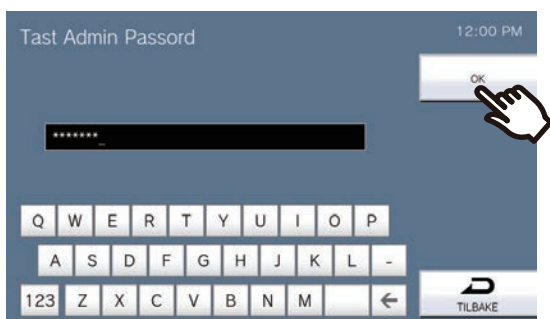 Tast Admin Passord
12:00 PM
OK
*******_
Q W E R T Y U I O P
A S D F G H J K L -
123 Z X C V B N M ←
TILBAKE